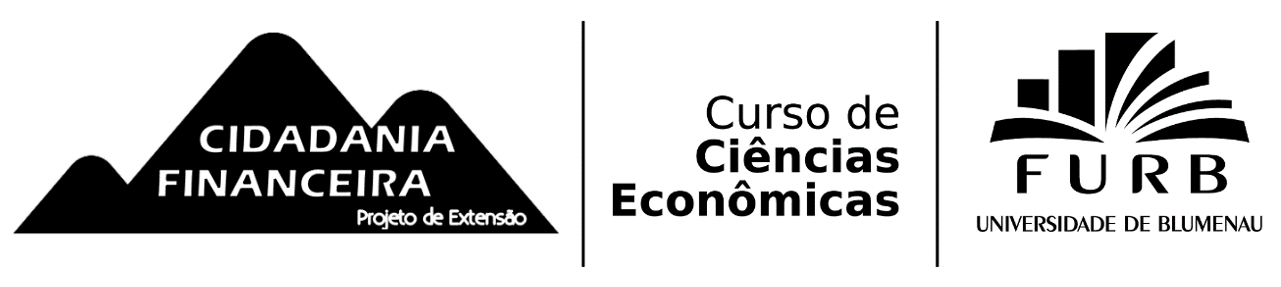 CIDADANIA
FINANCEIRA
Projeto de Extensão
Curso de
Ciências
Econômicas
FURB
UNIVERSIDADE DE BLUMENAU